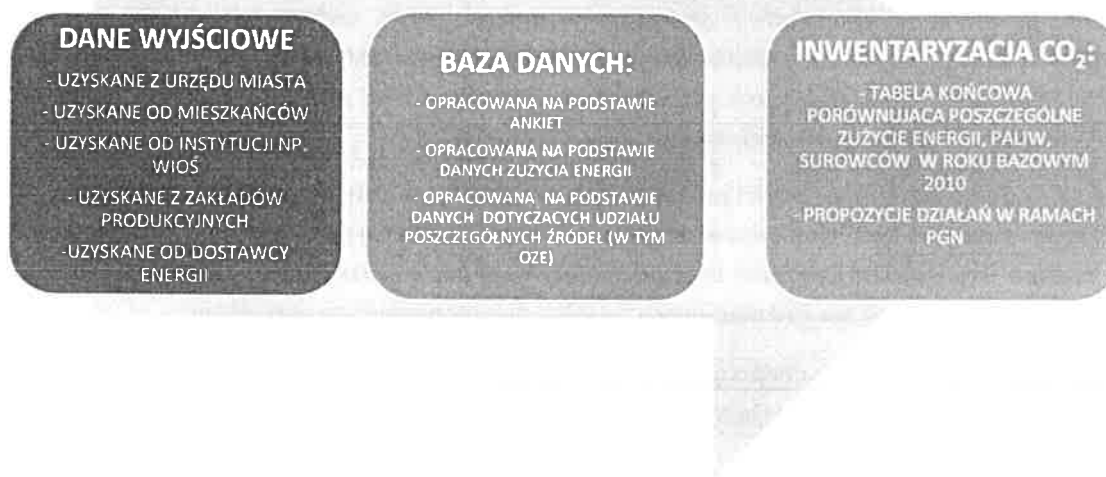 DANE WYJŚCIOWE
- UZYSKANE Z URZĘDU MIASTA
- UZYSKANE OD MIESZKAŃCÓW
- UZYSKANE OD INSTYTUCJI NP.
WIOŚ
- UZYSKANE Z ZAKŁADÓW
PRODUKCYJNYCH
-UZYSKANE OD DOSTAWCY
ENERGII
BAZA DANYCH:
- OPRACOWANA NA PODSTAWIE
ANKIET
- OPRACOWANA NA PODSTAWIE
DANYCH ZUŻYCIA ENERGII
- OPRACOWANA NA PODSTAWIE
DANYCH DOTYCZACYCH UDZIAŁU
POSZCZEGÓLNYCH ŹRÓDEŁ (W TYM
OZE)
INWENTARYZACJA CO₂:
- TABELA KOŃCOWA
PORÓWNUJACA POSZCZEGÓLNE
ZUŻYCIE ENERGII, PALIW,
SUROWCÓW W ROKU BAZOWYM
2010
- PROPOZYCJE DZIAŁAŃ W RAMACH
PGN